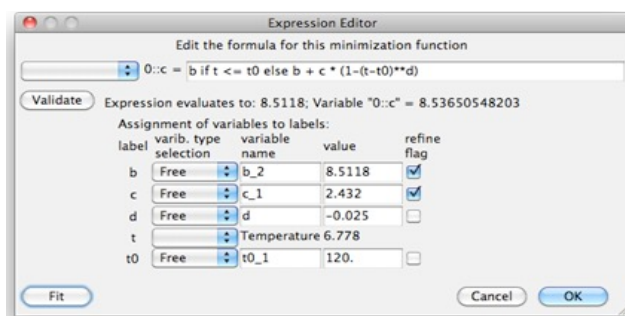 Expression Editor
Edit the formula for this minimization function
0::c = b if t <= t0 else b + c * (1-(t-t0)**d)
Validate Expression evaluates to: 8.5118; Variable "0::c" = 8.53650548203
Assignment of variables to labels:
label varib. type selection variable name value refine flag
b Free b_2 8.5118
c Free c_1 2.432
d Free d -0.025
t Temperature 6.778
t0 Free t0_1 120.
Fit Cancel OK